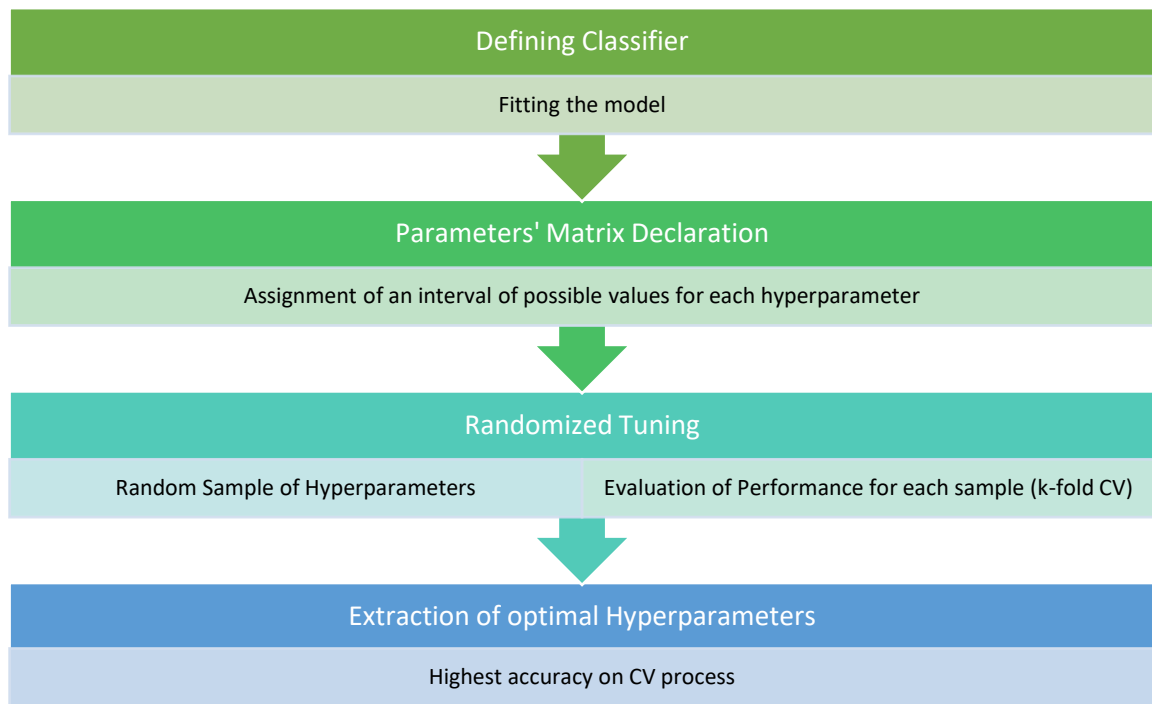 Defining Classifier
Fitting the model
Parameters' Matrix Declaration
Assignment of an interval of possible values for each hyperparameter
Randomized Tuning
Random Sample of Hyperparameters
Evaluation of Performance for each sample (k-fold CV)
Extraction of optimal Hyperparameters
Highest accuracy on CV process